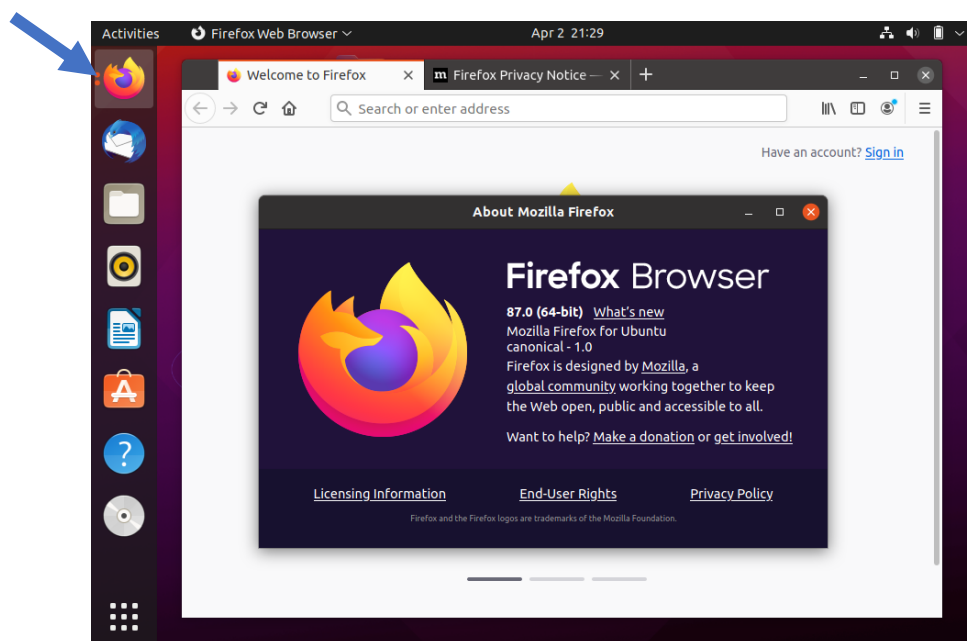 Activities Firefox Web Browser Apr 2 21:29
Welcome to Firefox m Firefox Privacy Notice —
Search or enter address
Have an account? Sign in
About Mozilla Firefox
Firefox Browser
87.0 (64-bit) What's new
Mozilla Firefox for Ubuntu
canonical - 1.0
Firefox is designed by Mozilla, a
global community working together to keep
the Web open, public and accessible to all.
Want to help? Make a donation or get involved!
Licensing Information End-User Rights Privacy Policy
Firefox and the Firefox logos are trademarks of the Mozilla Foundation.